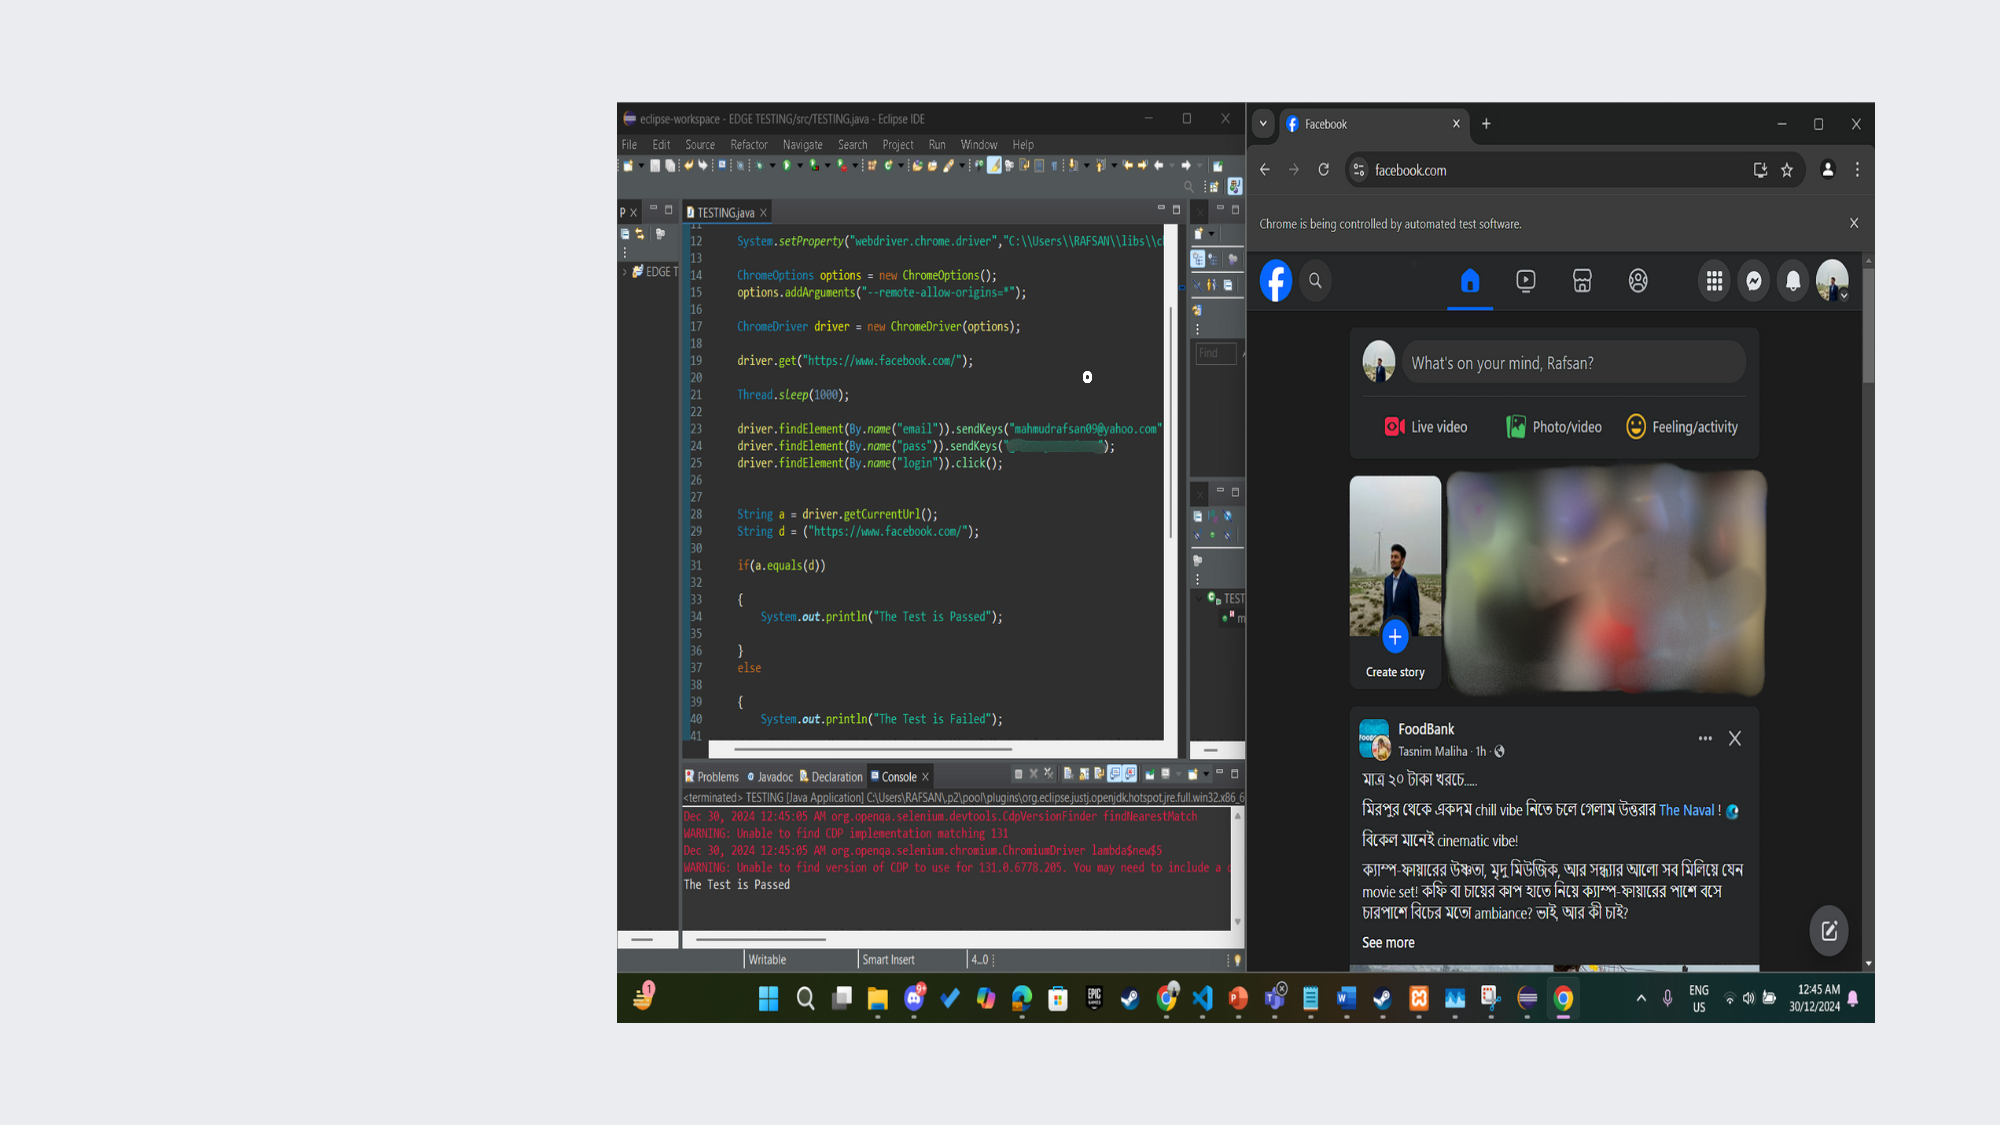 eclipse-workspace - EDGE TESTING/src/TESTING.java - Eclipse IDE
File Edit Source Refactor Navigate Search Project Run Window Help
P
TESTING.java
EDGE T
11
12 System.setProperty("webdriver.chrome.driver","C:\\Users\\RAFSAN\\libs\\c
13
14 ChromeOptions options = new ChromeOptions();
15 options.addArguments("--remote-allow-origins=*");
16
17 ChromeDriver driver = new ChromeDriver(options);
18
19 driver.get("https://www.facebook.com/");
20
21 Thread.sleep(1000);
22
23 driver.findElement(By.name("email")).sendKeys("mahmudrafsan09@yahoo.com"
24 driver.findElement(By.name("pass")).sendKeys(" ");
25 driver.findElement(By.name("login")).click();
26
27
28 String a = driver.getCurrentUrl();
29 String d = ("https://www.facebook.com/");
30
31 if(a.equals(d))
32
33 {
34 System.out.println("The Test is Passed");
35
36 }
37 else
38
39 {
40 System.out.println("The Test is Failed");
41
Find
TEST
m
Problems Javadoc Declaration Console
<terminated> TESTING [Java Application] C:\Users\RAFSAN\.p2\pool\plugins\org.eclipse.justj.openjdk.hotspot.jre.full.win32.x86_6
Dec 30, 2024 12:45:05 AM org.openqa.selenium.devtools.CdpVersionFinder findNearestMatch
WARNING: Unable to find CDP implementation matching 131
Dec 30, 2024 12:45:05 AM org.openqa.selenium.chromium.ChromiumDriver lambda$new$5
WARNING: Unable to find version of CDP to use for 131.0.6778.205. You may need to include a
The Test is Passed
Writable Smart Insert 4...0
Facebook
facebook.com
Chrome is being controlled by automated test software.
What's on your mind, Rafsan?
Live video Photo/video Feeling/activity
Create story
FoodBank
Tasnim Maliha · 1h ·
মাত্র ২০ টাকা খরচে.....
মিরপুর থেকে একদম chill vibe নিতে চলে গেলাম উত্তরার The Naval !
বিকেল মানেই cinematic vibe!
ক্যাম্প-ফায়ারের উষ্ণতা, মৃদু মিউজিক, আর সন্ধ্যার আলো সব মিলিয়ে যেন
movie set! কফি বা চায়ের কাপ হাতে নিয়ে ক্যাম্প-ফায়ারের পাশে বসে
চারপাশে বিচের মতো ambiance? ভাই, আর কী চাই?
See more
1
9+
EPIC
GAMES
ENG
US
12:45 AM
30/12/2024